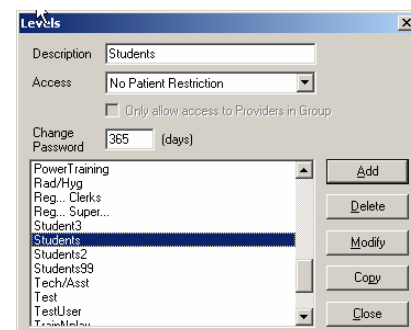 Levels
Description Students
Access No Patient Restriction
Only allow access to Providers in Group
Change Password 365 (days)
PowerTraining
Rad/Hyg
Reg... Clerks
Reg... Super...
Student3
Students
Students2
Students99
Tech/Asst
Test
TestUser
Add
Delete
Modify
Copy
Close